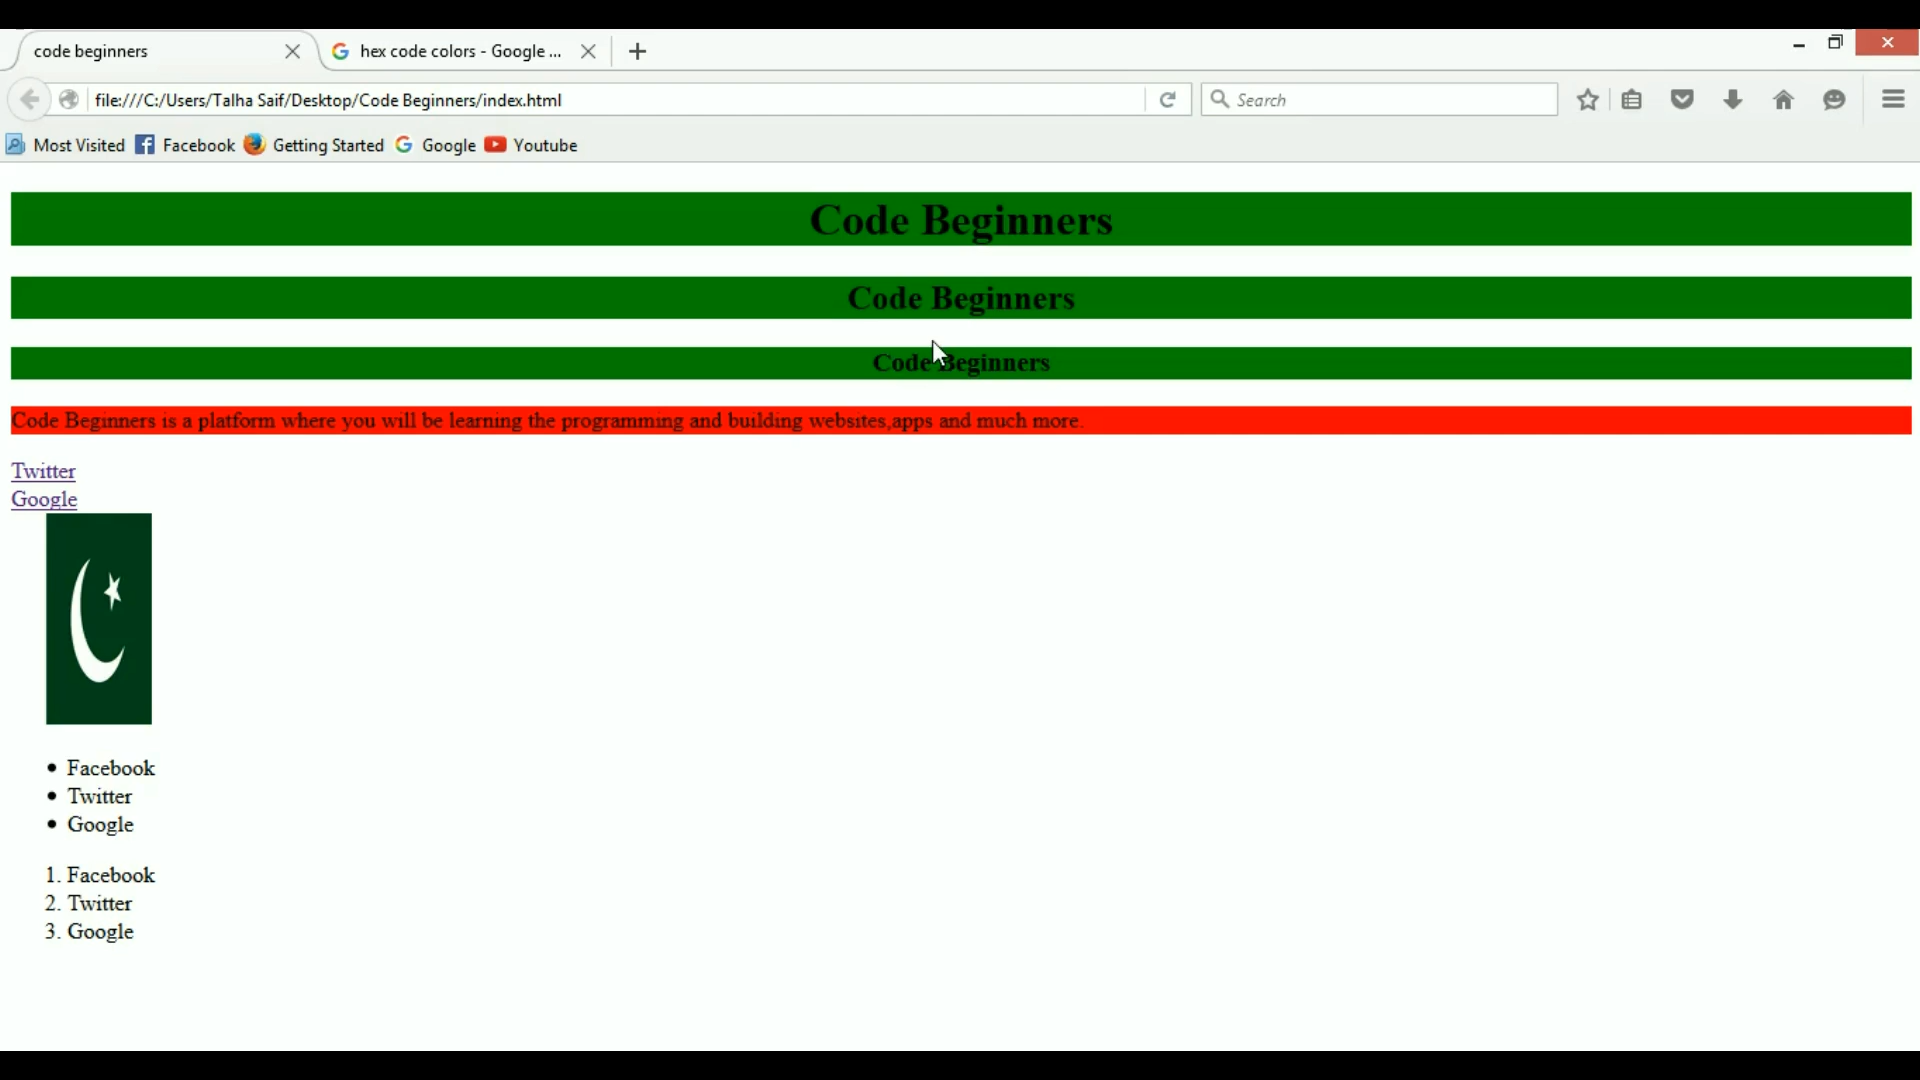 code beginners
hex code colors - Google ...
file:///C:/Users/Talha Saif/Desktop/Code Beginners/index.html
Search
Most Visited Facebook Getting Started Google Youtube
Code Beginners
Code Beginners
Code Beginners
Code Beginners is a platform where you will be learning the programming and building websites,apps and much more.
Twitter
Google
• Facebook
• Twitter
• Google
1. Facebook
2. Twitter
3. Google